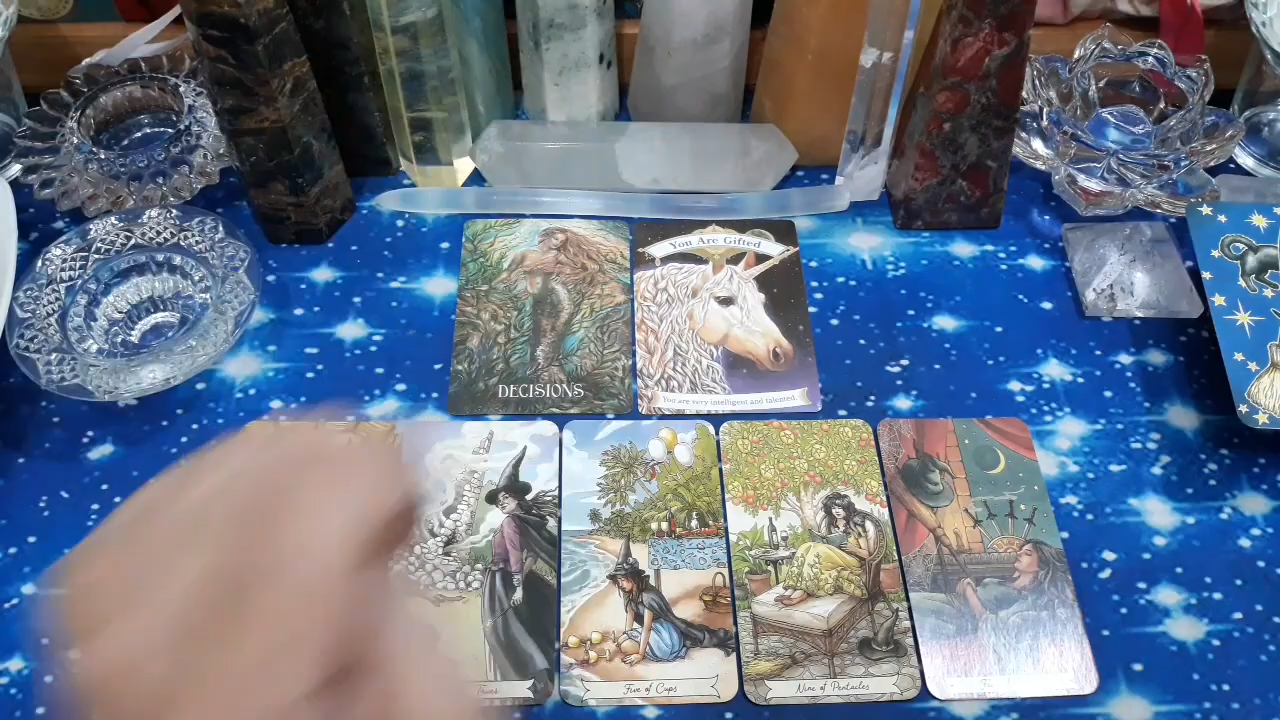 You Are Gifted
DECISIONS
You are very intelligent and talented.
Five of Cups
Nine of Pentacles